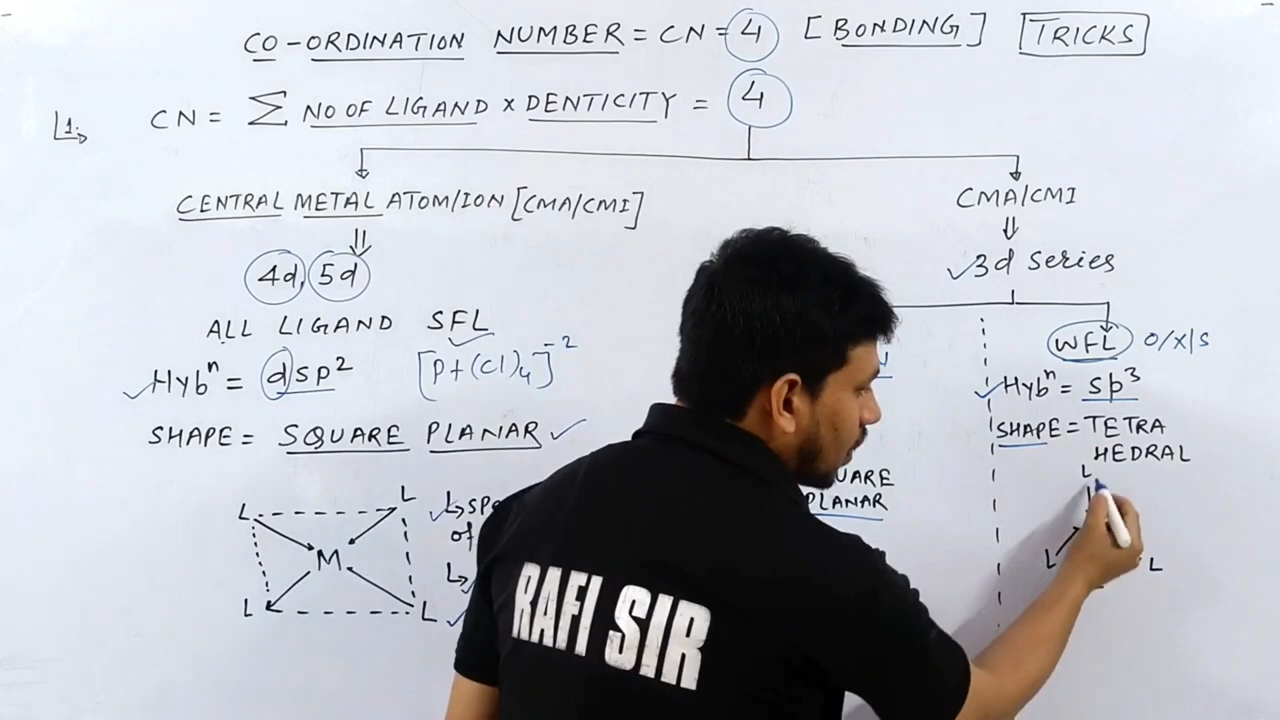 CO-ORDINATION NUMBER = CN = 4 [BONDING] TRICKS
1. CN = Σ NO OF LIGAND × DENTICITY = 4
CENTRAL METAL ATOM/ION [CMA/CMI]
4d, 5d
ALL LIGAND SFL
Hybⁿ = dsp² [Pt(Cl)₄]⁻²
SHAPE = SQUARE PLANAR
L L
M
L L
L→
of
L→
CMA/CMI
3d series
PLANAR
WFL O/X/S
Hybⁿ = sp³
SHAPE = TETRA
HEDRAL
L
L L
RAFI SIR